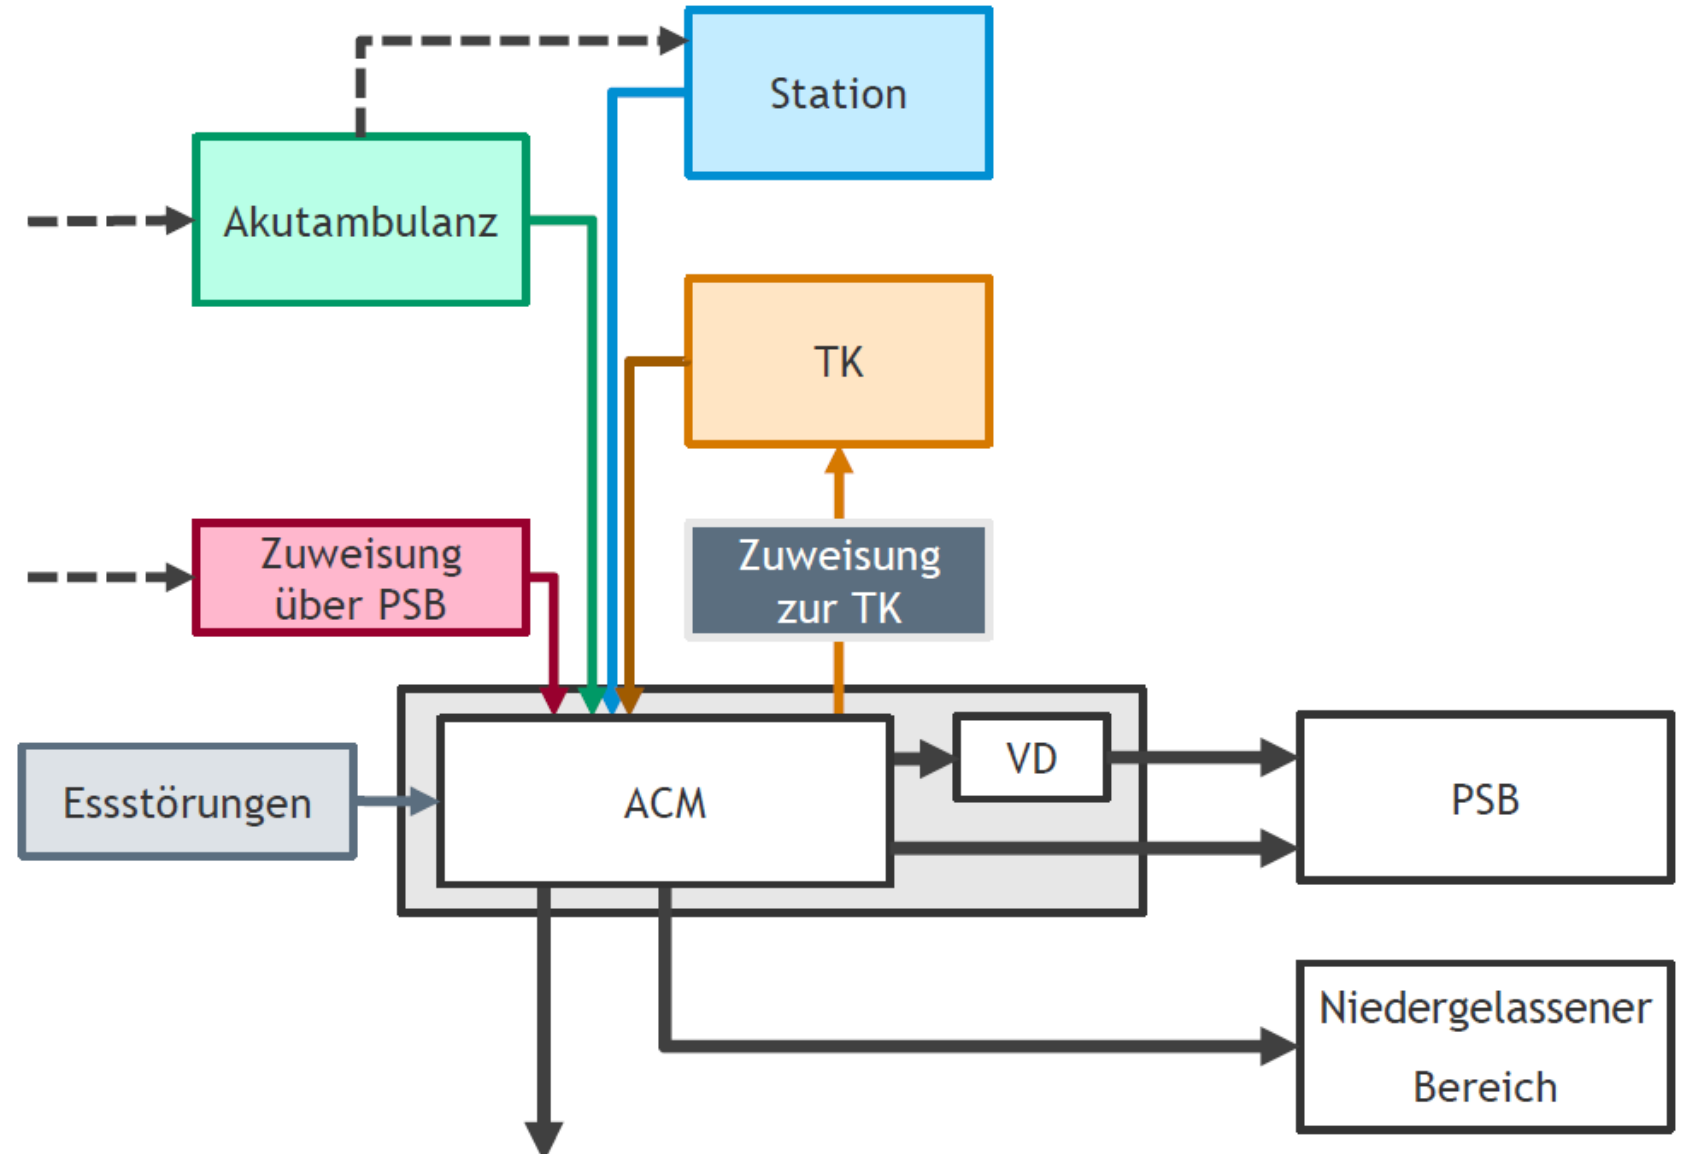 Station
Akutambulanz
TK
Zuweisung
über PSB
Zuweisung
zur TK
Essstörungen
ACM
VD
PSB
Niedergelassener
Bereich